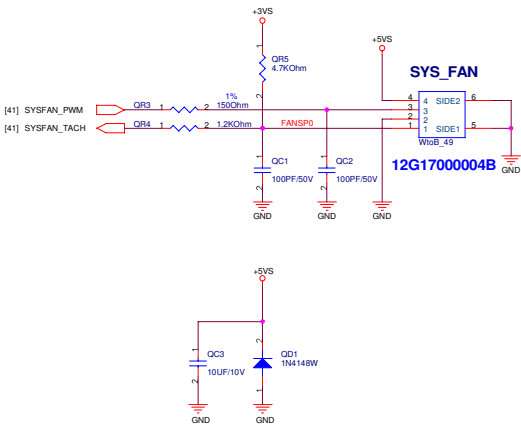 +3VS
1
QR5
4.7KOhm
2
+5VS
SYS_FAN
4
4
SIDE2
6
3
3
2
2
1
1
SIDE1
5
WtoB_49
12G17000004B
GND
[41] SYSFAN_PWM
QR3
1
1%
2
150Ohm
[41] SYSFAN_TACH
QR4
1
2
1.2KOhm
FANSP0
1
QC1
100PF/50V
2
GND
1
QC2
100PF/50V
2
GND
GND
+5VS
1
QC3
10UF/10V
2
GND
2
QD1
1N4148W
1
GND